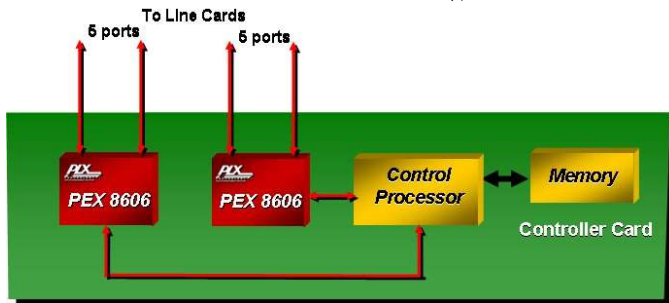 To Line Cards
5 ports
5 ports
PLX
PEX 8606
PLX
PEX 8606
Control
Processor
Memory
Controller Card